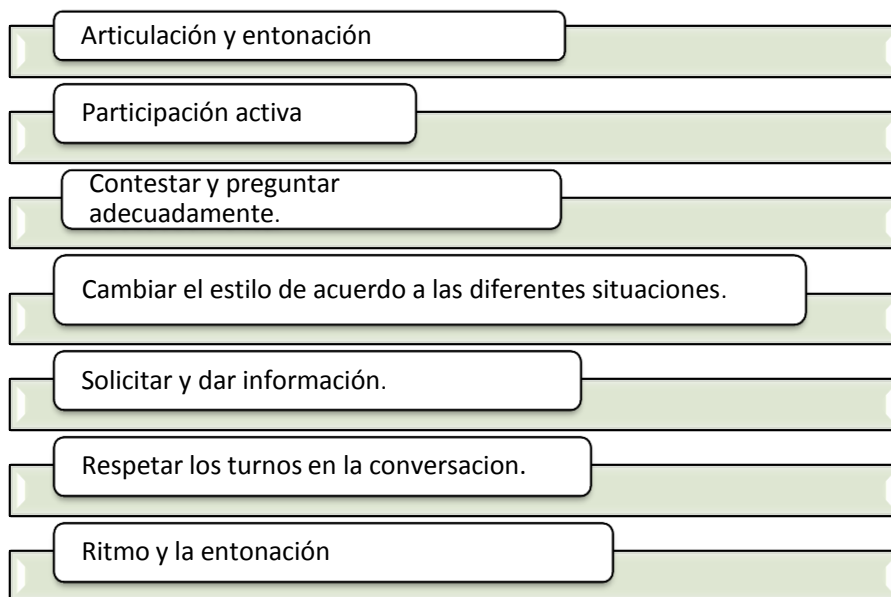 Articulación y entonación
Participación activa
Contestar y preguntar
adecuadamente.
Cambiar el estilo de acuerdo a las diferentes situaciones.
Solicitar y dar información.
Respetar los turnos en la conversacion.
Ritmo y la entonación